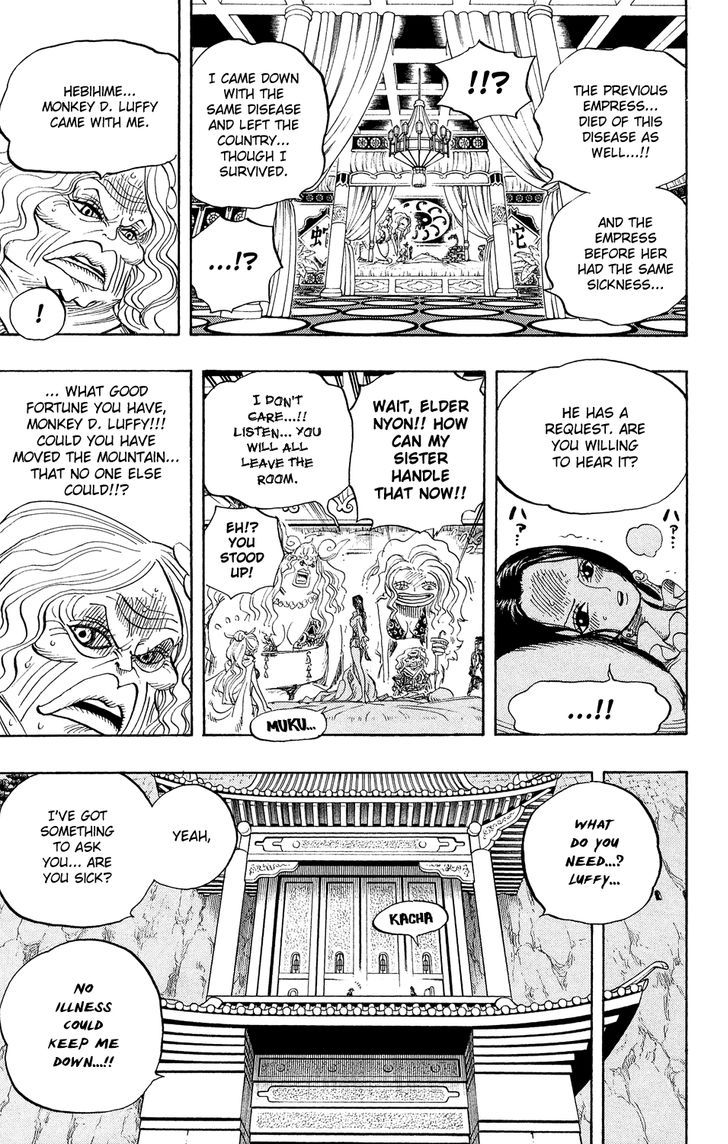 !!?
THE PREVIOUS
EMPRESS...
DIED OF THIS
DISEASE AS
WELL...!!
AND THE
EMPRESS
BEFORE HER
HAD THE SAME
SICKNESS...
I CAME DOWN
WITH THE
SAME DISEASE
AND LEFT THE
COUNTRY...
THOUGH I
SURVIVED.
...!?
蛇
蛇
HEBIHIME...
MONKEY D. LUFFY
CAME WITH ME.
!
HE HAS A
REQUEST. ARE
YOU WILLING
TO HEAR IT?
ハァ…
ハァ…
...!!
WAIT, ELDER
NYON!! HOW
CAN MY
SISTER
HANDLE
THAT NOW!!
I DON'T
CARE...!!
LISTEN... YOU
WILL ALL
LEAVE THE
ROOM.
EH!?
YOU
STOOD
UP!
MUKU...
... WHAT GOOD
FORTUNE YOU HAVE,
MONKEY D. LUFFY!!!
COULD YOU HAVE
MOVED THE MOUNTAIN...
THAT NO ONE ELSE
COULD!!?
WHAT
DO YOU
NEED...?
LUFFY...
KACHA
YEAH,
I'VE GOT
SOMETHING
TO ASK
YOU... ARE
YOU SICK?
NO
ILLNESS
COULD
KEEP ME
DOWN...!!